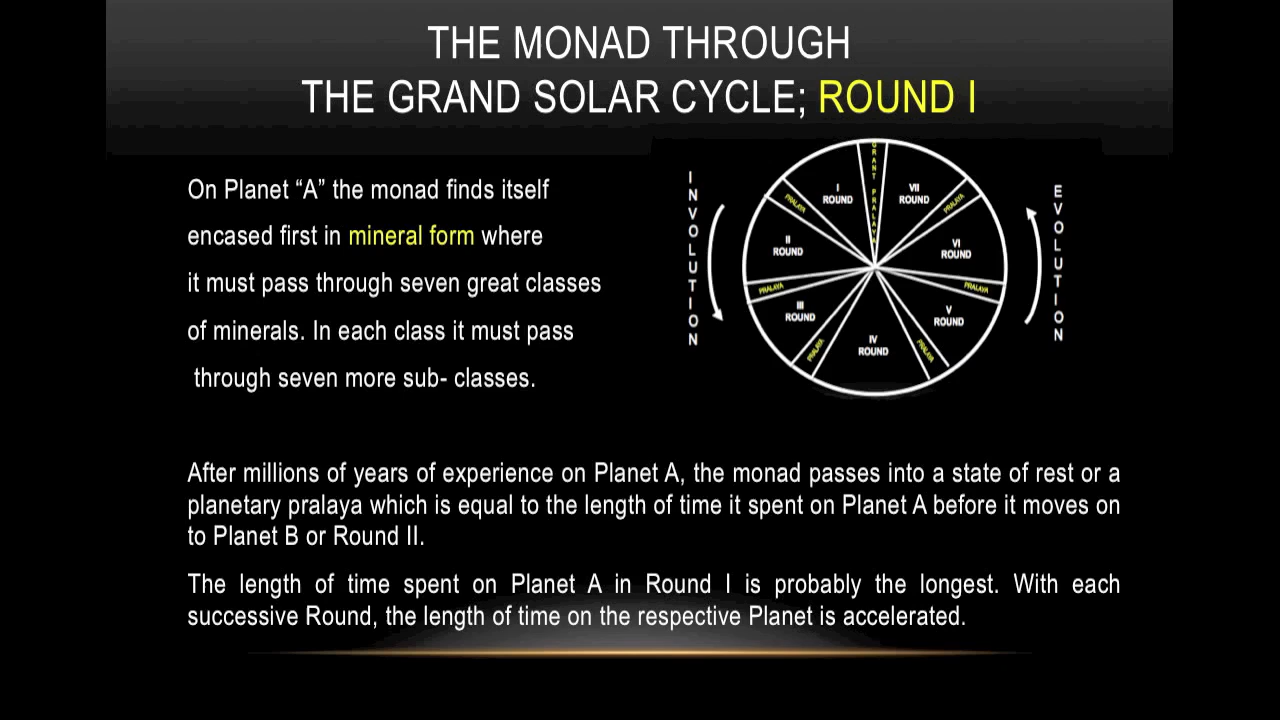 THE MONAD THROUGH
THE GRAND SOLAR CYCLE; ROUND I
On Planet “A” the monad finds itself
encased first in mineral form where
it must pass through seven great classes
of minerals. In each class it must pass
through seven more sub- classes.
INVOLUTION
GRANT PRALAYA
I
ROUND
PRALAYA
II
ROUND
PRALAYA
III
ROUND
PRALAYA
IV
ROUND
PRALAYA
V
ROUND
PRALAYA
VI
ROUND
PRALAYA
VII
ROUND
EVOLUTION
After millions of years of experience on Planet A, the monad passes into a state of rest or a
planetary pralaya which is equal to the length of time it spent on Planet A before it moves on
to Planet B or Round II.
The length of time spent on Planet A in Round I is probably the longest. With each
successive Round, the length of time on the respective Planet is accelerated.